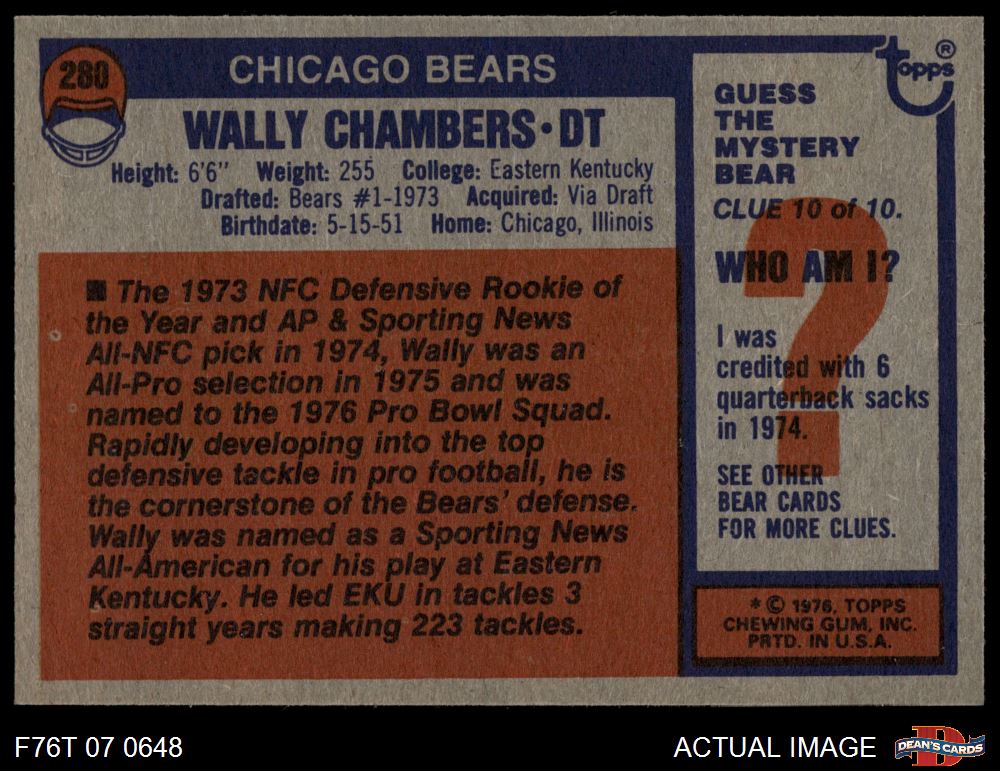 280
CHICAGO BEARS
WALLY CHAMBERS • DT
Height: 6'6" Weight: 255 College: Eastern Kentucky
Drafted: Bears #1-1973 Acquired: Via Draft
Birthdate: 5-15-51 Home: Chicago, Illinois
■ The 1973 NFC Defensive Rookie of
the Year and AP & Sporting News
All-NFC pick in 1974, Wally was an
All-Pro selection in 1975 and was
named to the 1976 Pro Bowl Squad.
Rapidly developing into the top
defensive tackle in pro football, he is
the cornerstone of the Bears' defense.
Wally was named as a Sporting News
All-American for his play at Eastern
Kentucky. He led EKU in tackles 3
straight years making 223 tackles.
topps ®
GUESS
THE
MYSTERY
BEAR
CLUE 10 of 10.
WHO AM I?
?
I was
credited with 6
quarterback sacks
in 1974.
SEE OTHER
BEAR CARDS
FOR MORE CLUES.
* © 1976, TOPPS
CHEWING GUM, INC.
PRTD. IN U.S.A.
F76T 07 0648
ACTUAL IMAGE
D
DEAN'S CARDS